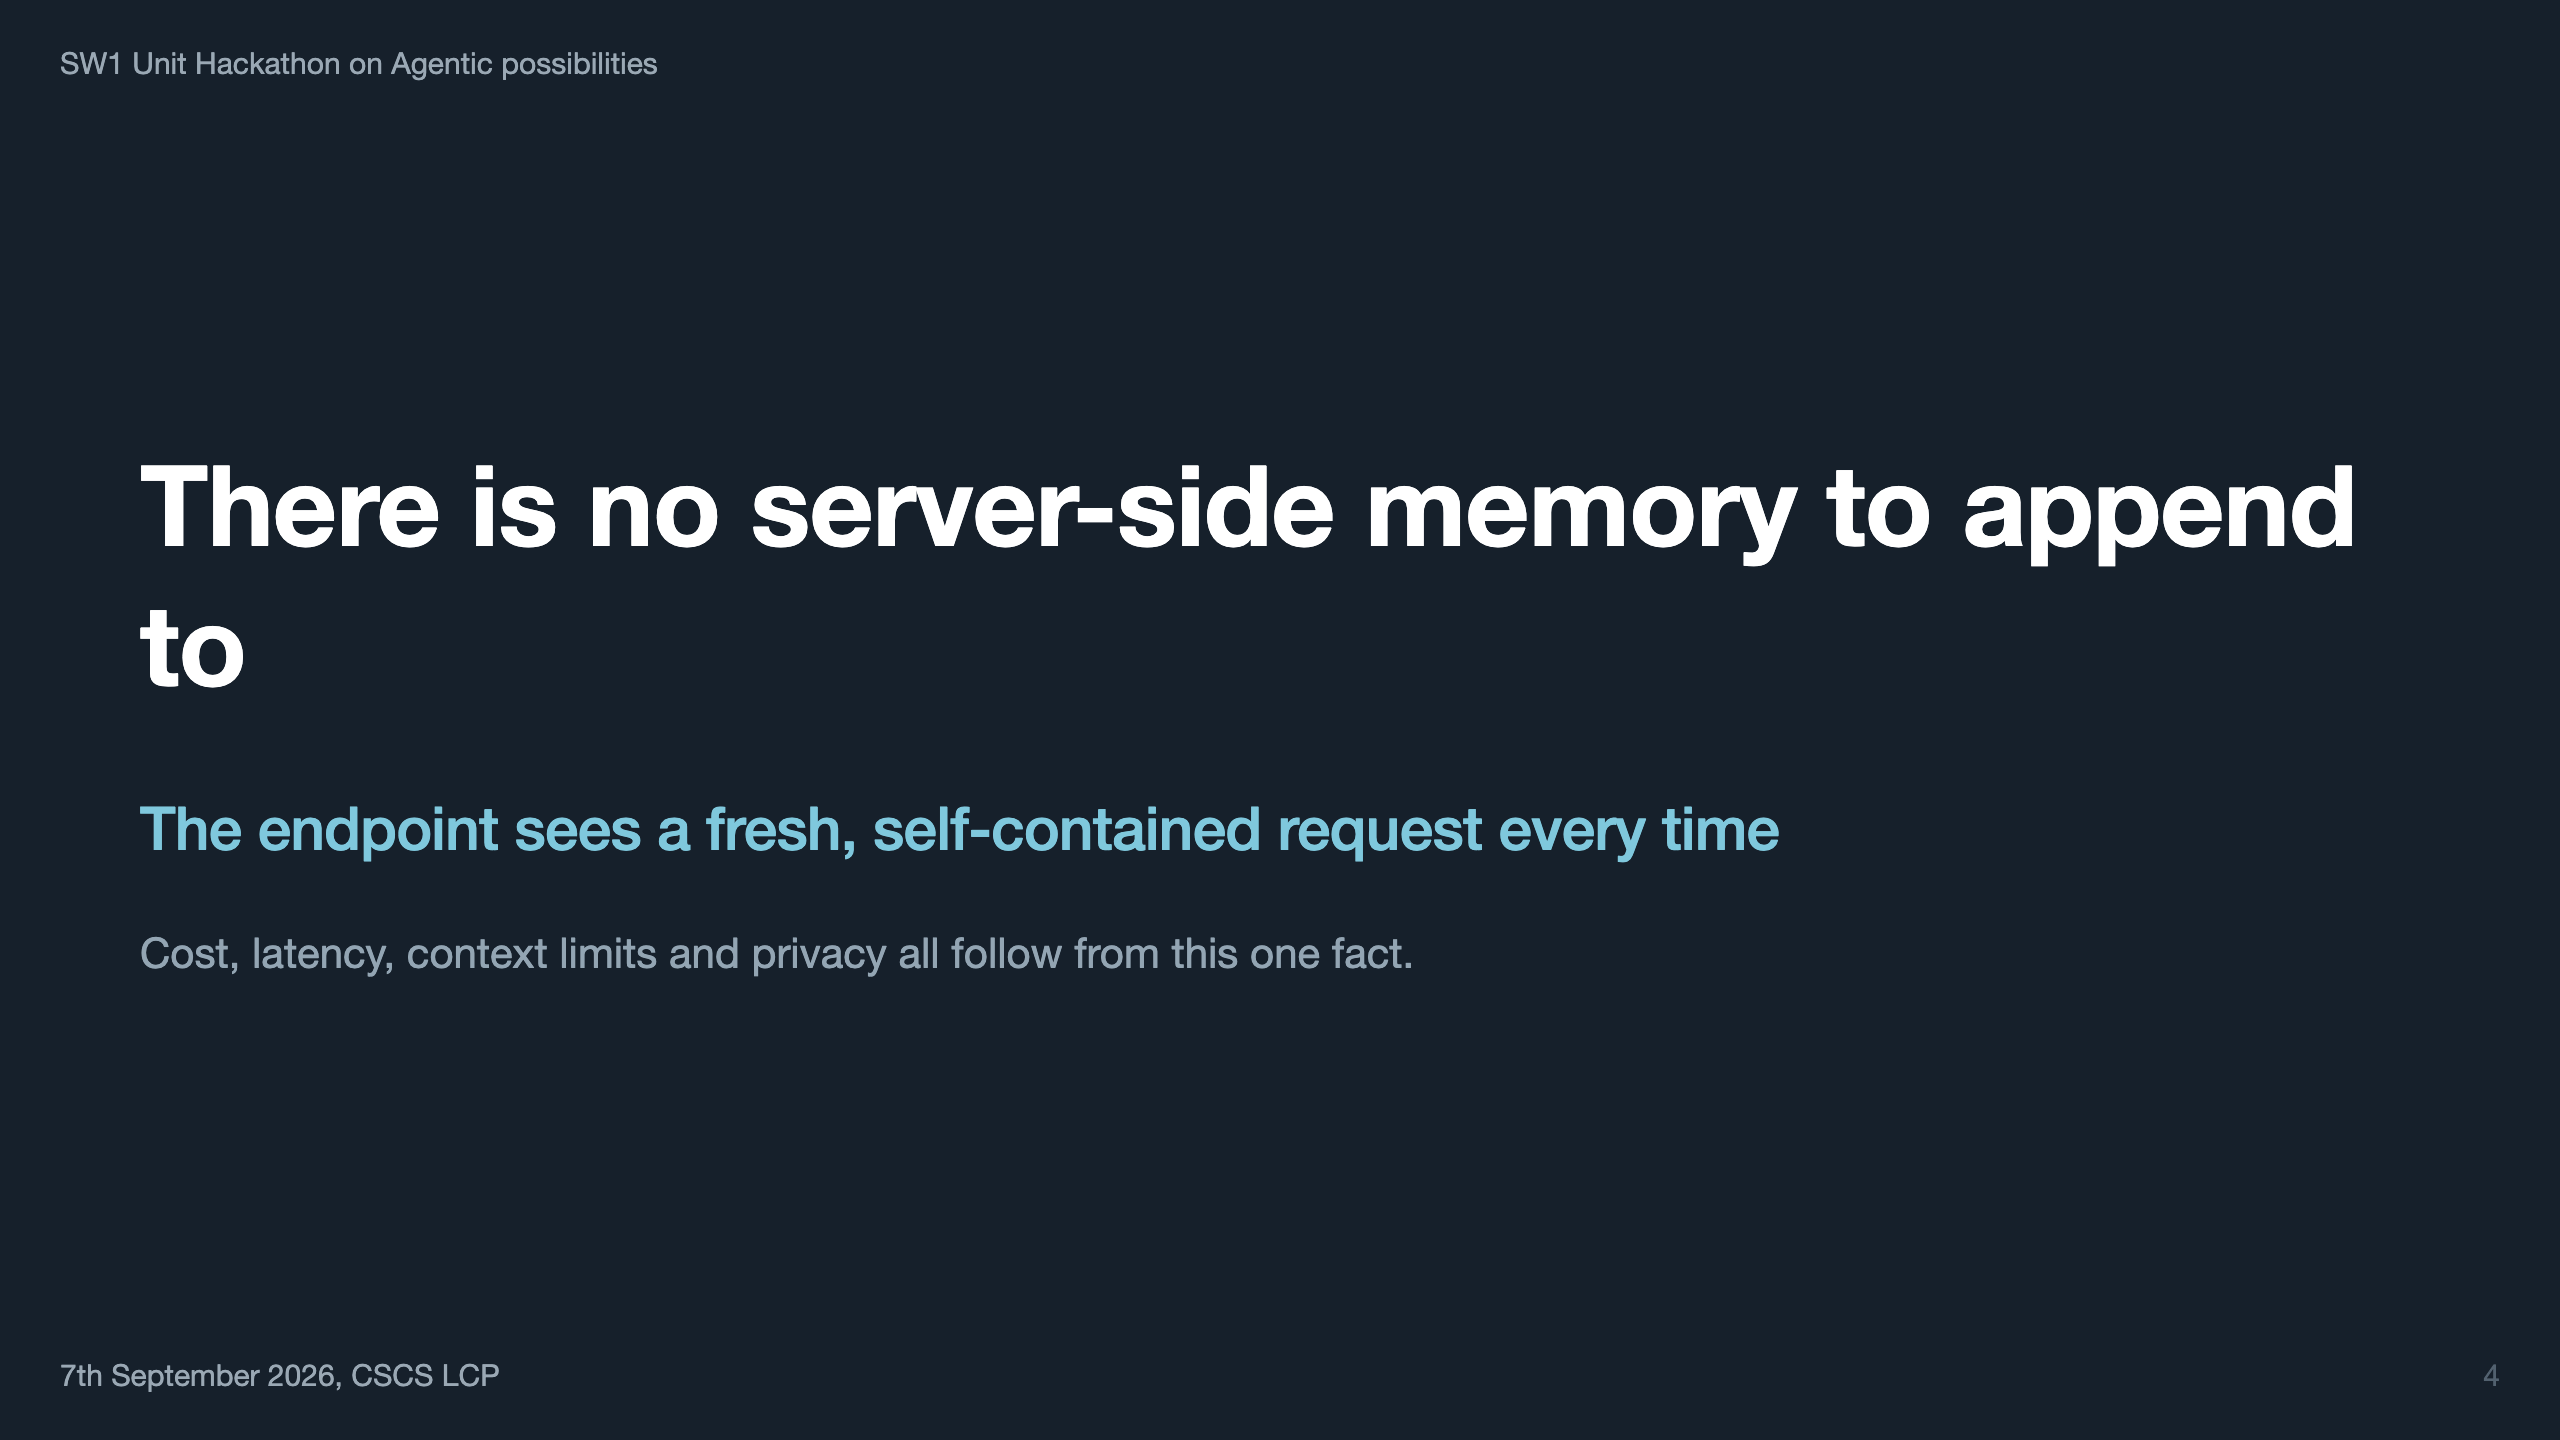 SW1 Unit Hackathon on Agentic possibilities
There is no server-side memory to append
to
The endpoint sees a fresh, self-contained request every time
Cost, latency, context limits and privacy all follow from this one fact.
7th September 2026, CSCS LCP
4